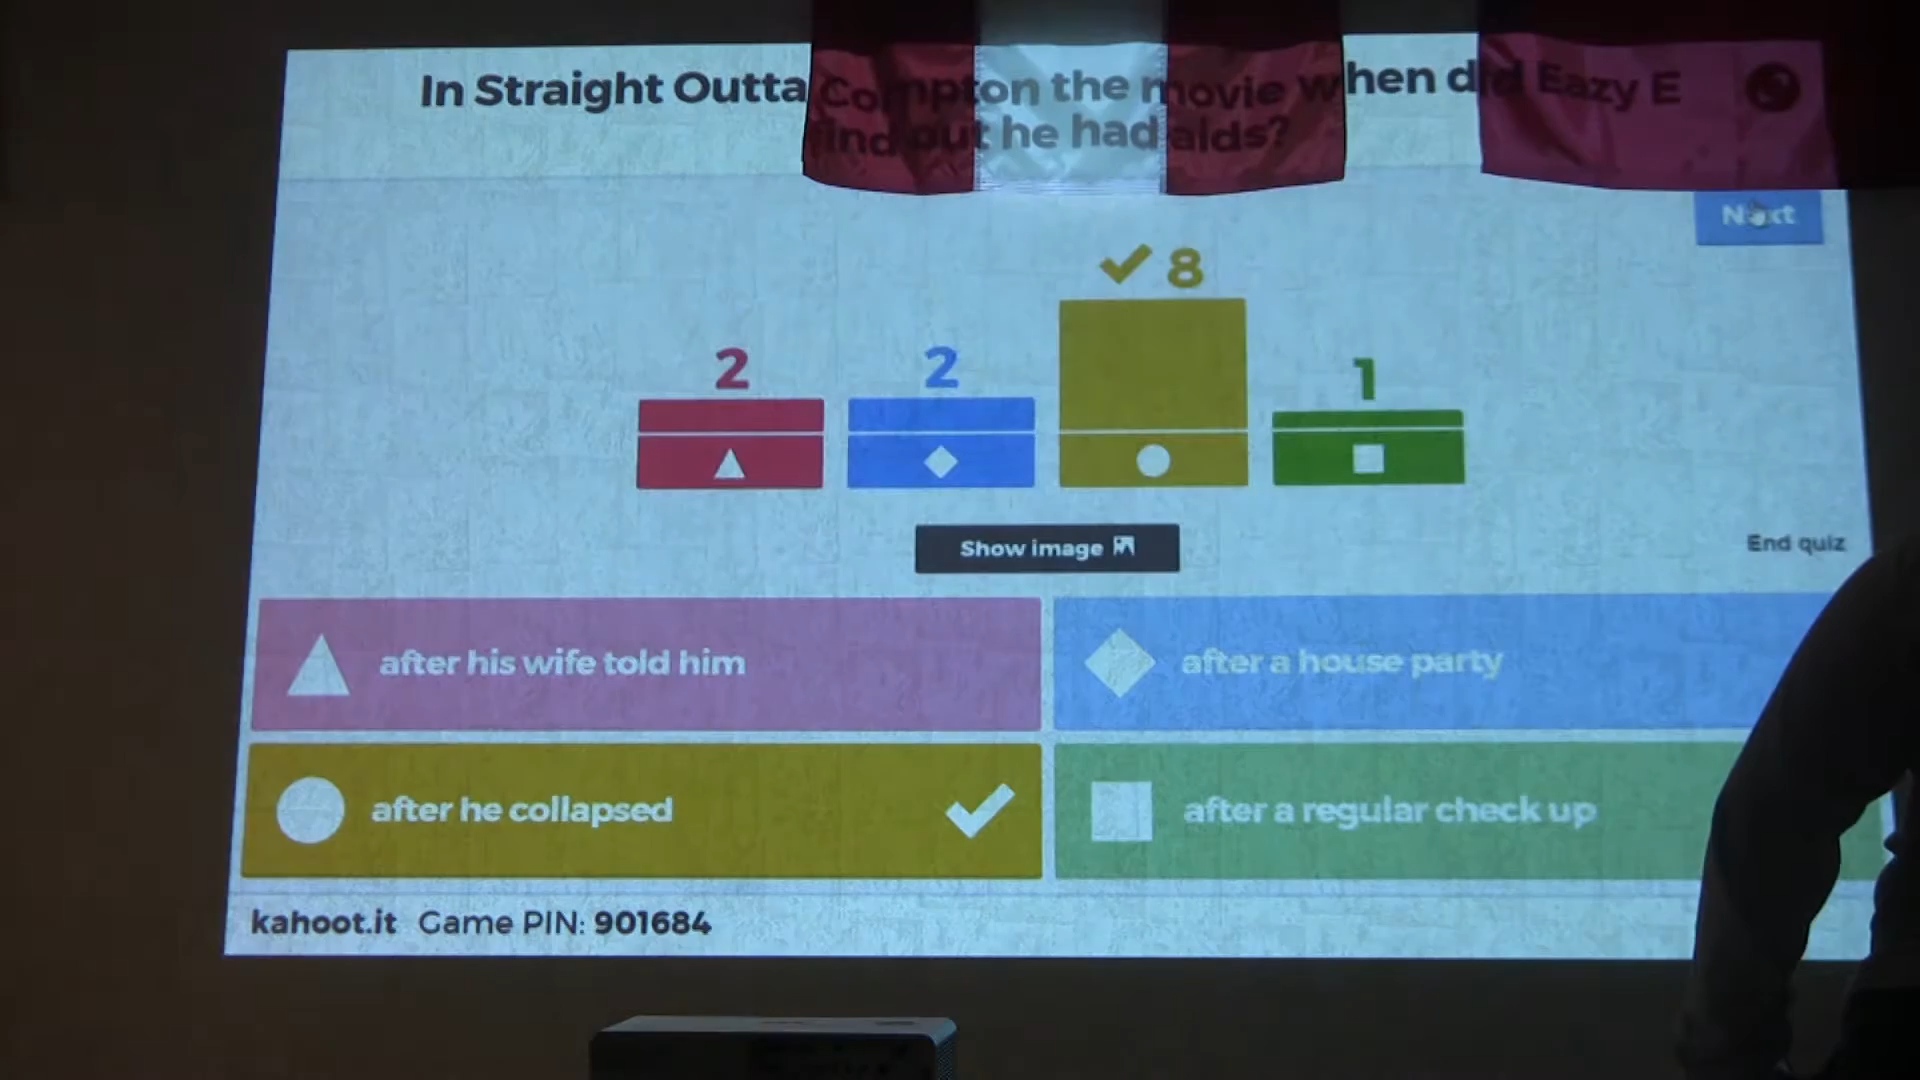 In Straight Outta Compton the movie when did Eazy E
find out he had aids?
Next
8
2
2
1
Show image
End quiz
after his wife told him
after a house party
after he collapsed
after a regular check up
kahoot.it Game PIN: 901684